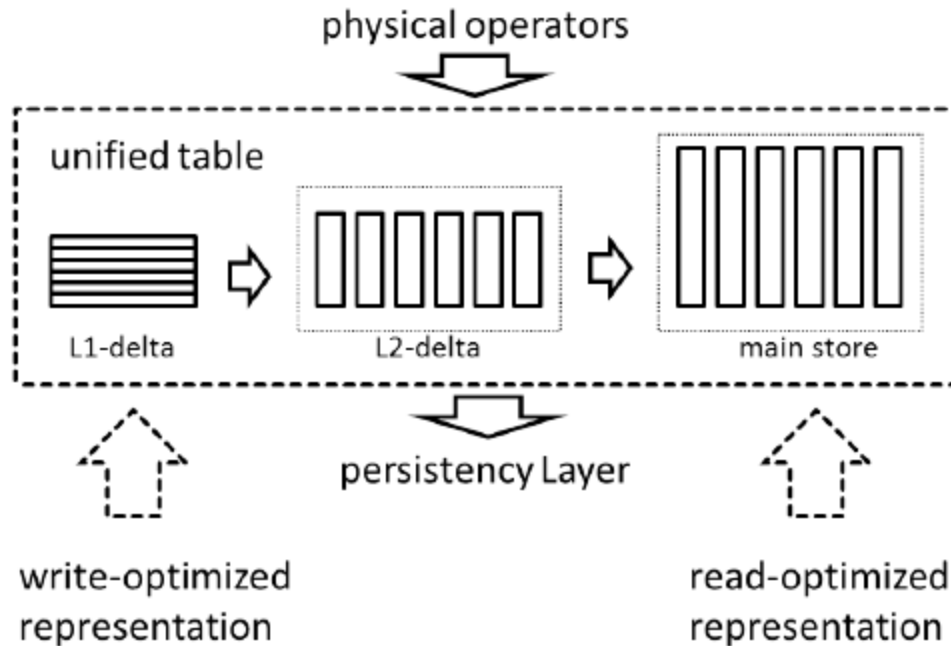 physical operators
unified table
L1-delta
L2-delta
main store
persistency Layer
write-optimized
representation
read-optimized
representation